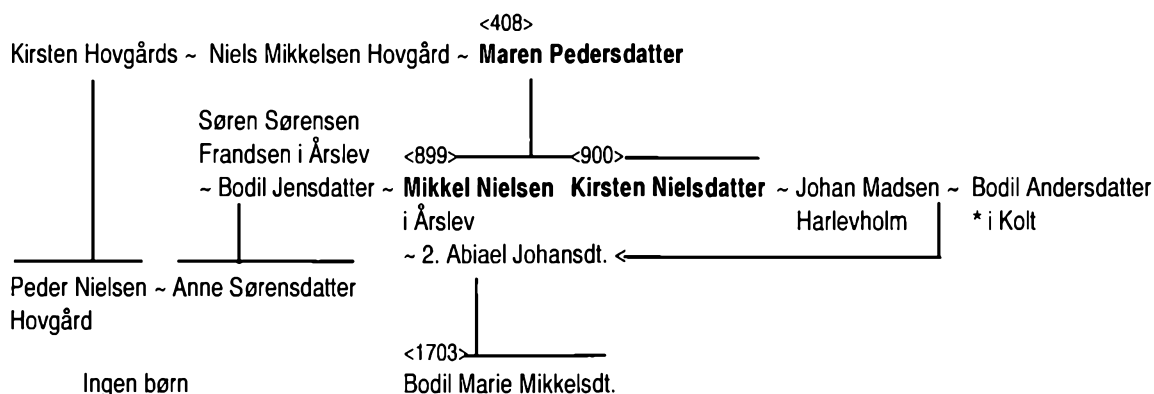 <408>
Kirsten Hovgårds ~ Niels Mikkelsen Hovgård ~ Maren Pedersdatter
Søren Sørensen
Frandsen i Årslev <899> <900>
~ Bodil Jensdatter ~ Mikkel Nielsen Kirsten Nielsdatter ~ Johan Madsen ~ Bodil Andersdatter
i Årslev Harlevholm * i Kolt
~ 2. Abiael Johansdt. <
Peder Nielsen ~ Anne Sørensdatter
Hovgård
<1703>
Ingen børn Bodil Marie Mikkelsdt.